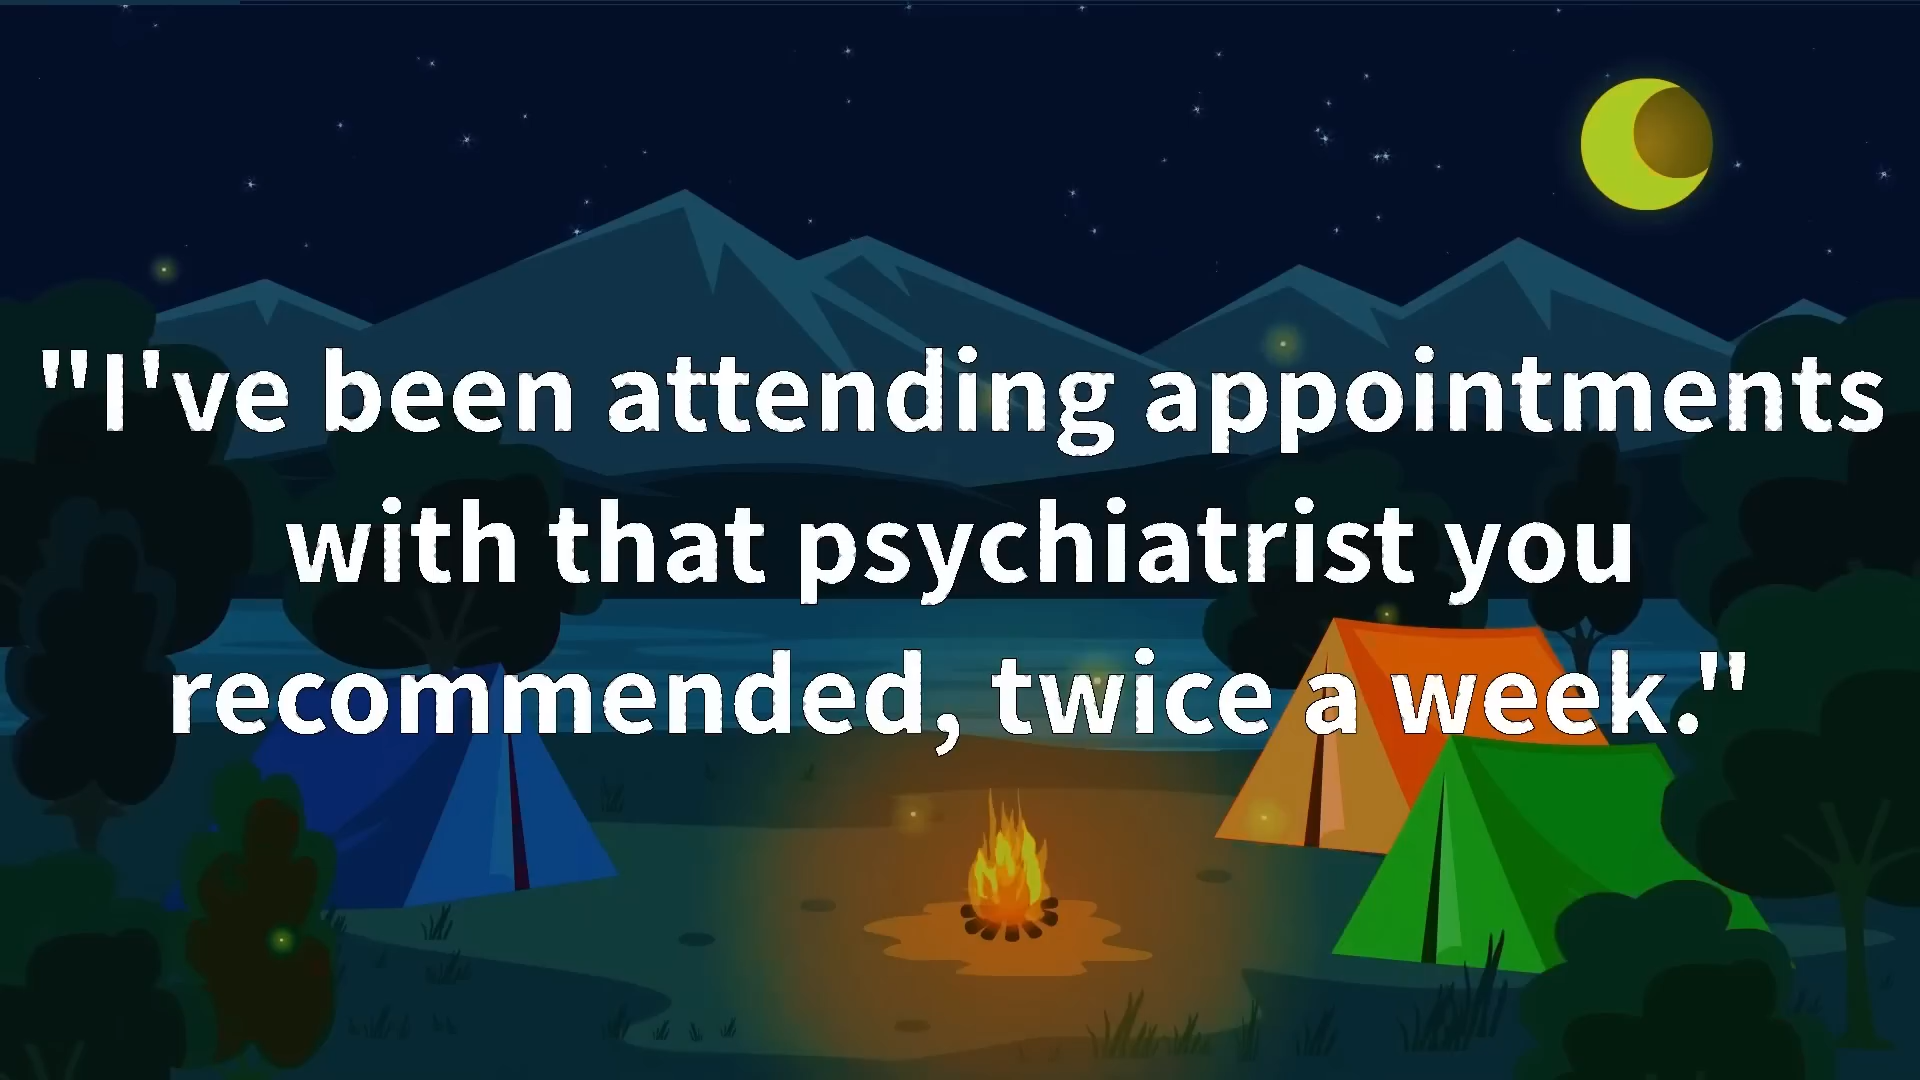 "I've been attending appointments
with that psychiatrist you
recommended, twice a week."